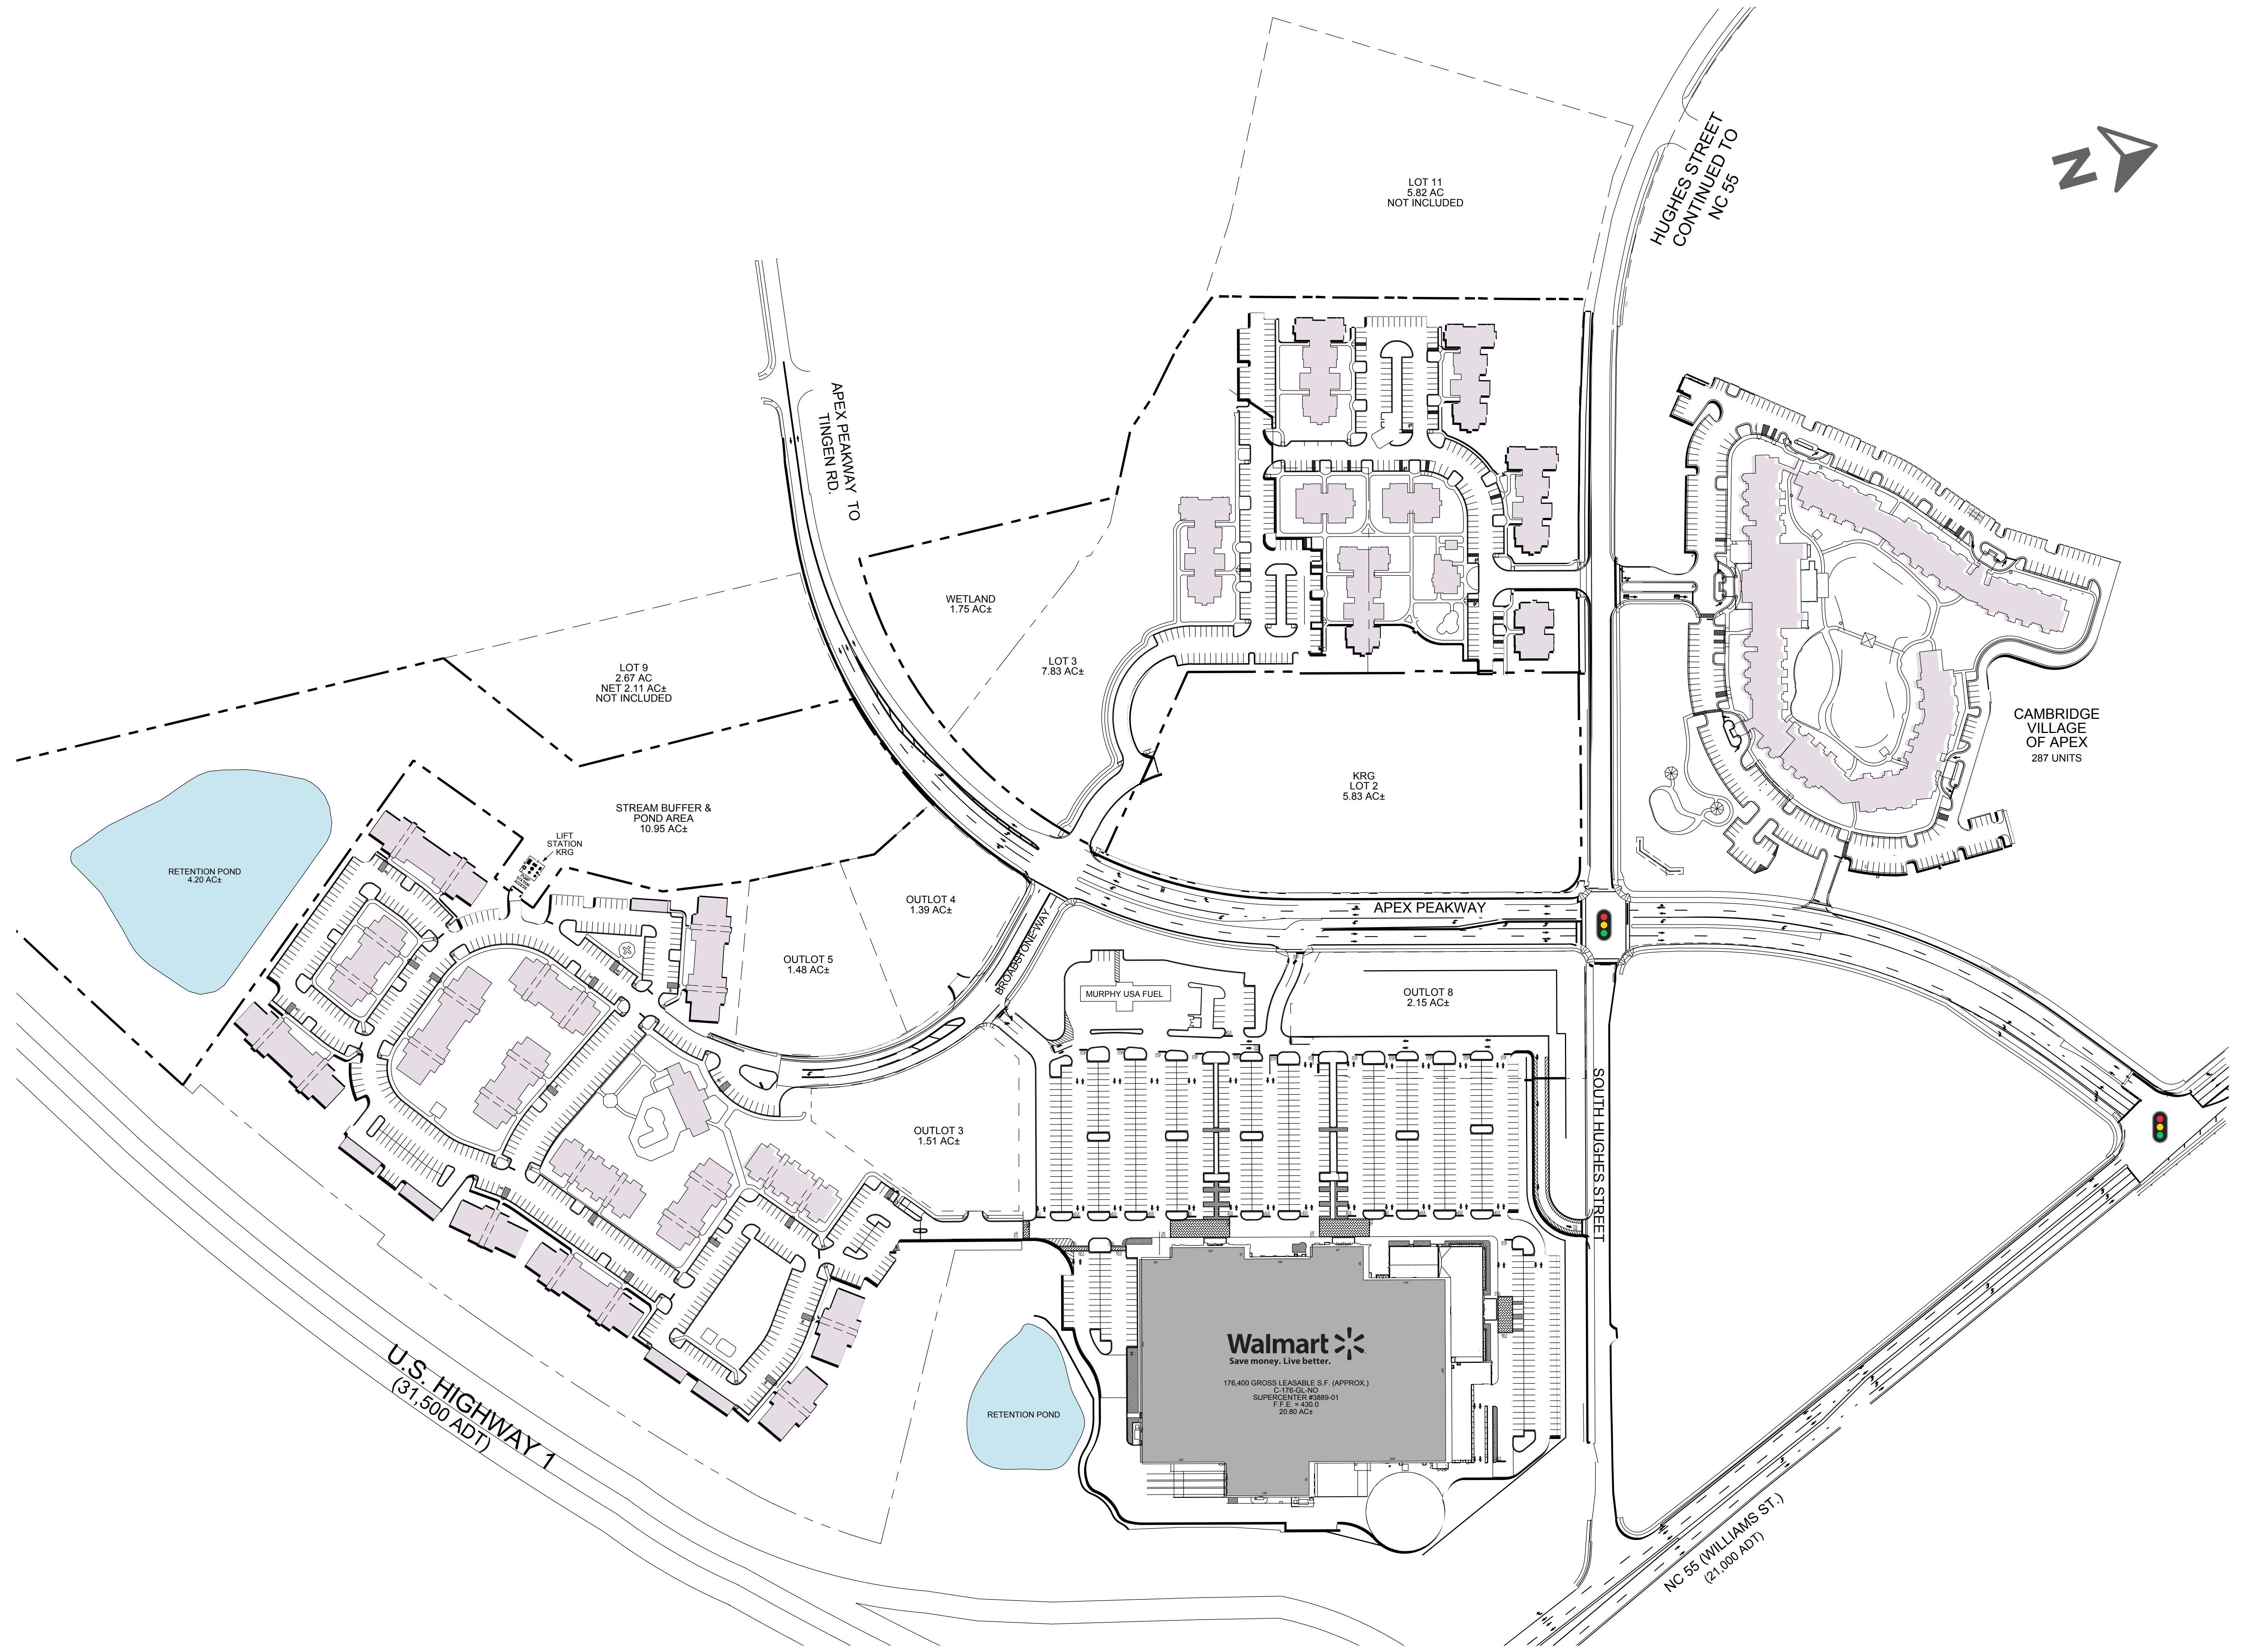 LOT 11
5.82 AC
NOT INCLUDED
HUGHES STREET
CONTINUED TO
NC 55
N
APEX PEAKWAY TO
TINGEN RD.
WETLAND
1.75 AC±
LOT 3
7.83 AC±
LOT 9
2.67 AC
NET 2.11 AC±
NOT INCLUDED
KRG
LOT 2
5.83 AC±
CAMBRIDGE
VILLAGE
OF APEX
287 UNITS
STREAM BUFFER &
POND AREA
10.95 AC±
LIFT
STATION
KRG
RETENTION POND
4.20 AC±
OUTLOT 4
1.39 AC±
OUTLOT 5
1.48 AC±
BROADSTONE WAY
APEX PEAKWAY
MURPHY USA FUEL
OUTLOT 8
2.15 AC±
OUTLOT 3
1.51 AC±
SOUTH HUGHES STREET
Walmart
Save money. Live better.
176,400 GROSS LEASABLE S.F. (APPROX.)
C-176-GL-NO
SUPERCENTER #3889-01
F.F.E. = 430.0
20.80 AC±
RETENTION POND
U.S. HIGHWAY 1
(31,500 ADT)
NC 55 (WILLIAMS ST.)
(21,000 ADT)